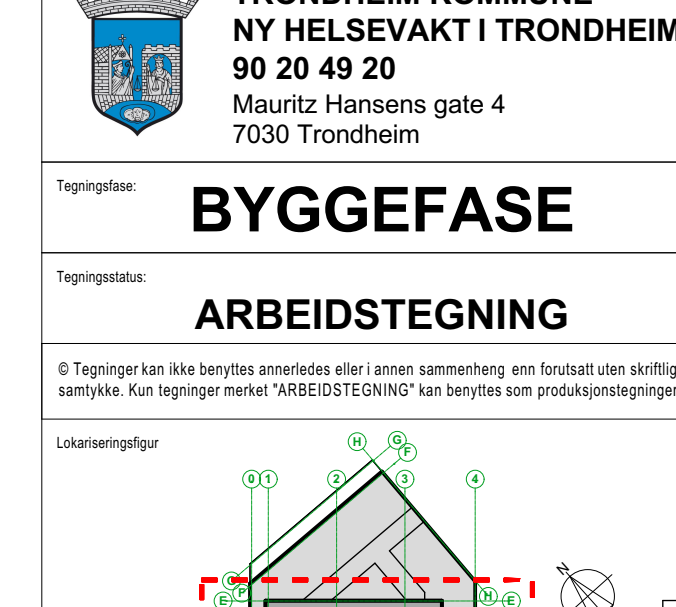 TRONDHEIM KOMMUNE
NY HELSEVAKT I TRONDHEIM
90 20 49 20
Mauritz Hansens gate 4
7030 Trondheim
Tegningsfase:
BYGGEFASE
Tegningsstatus:
ARBEIDSTEGNING
© Tegninger kan ikke benyttes annerledes eller i annen sammenheng enn forutsatt uten skriftlig
samtykke. Kun tegninger merket "ARBEIDSTEGNING" kan benyttes som produksjonstegninger
Lokariseringsfigur
H G
F
0 1 2 3 4
N
G
P H
E E